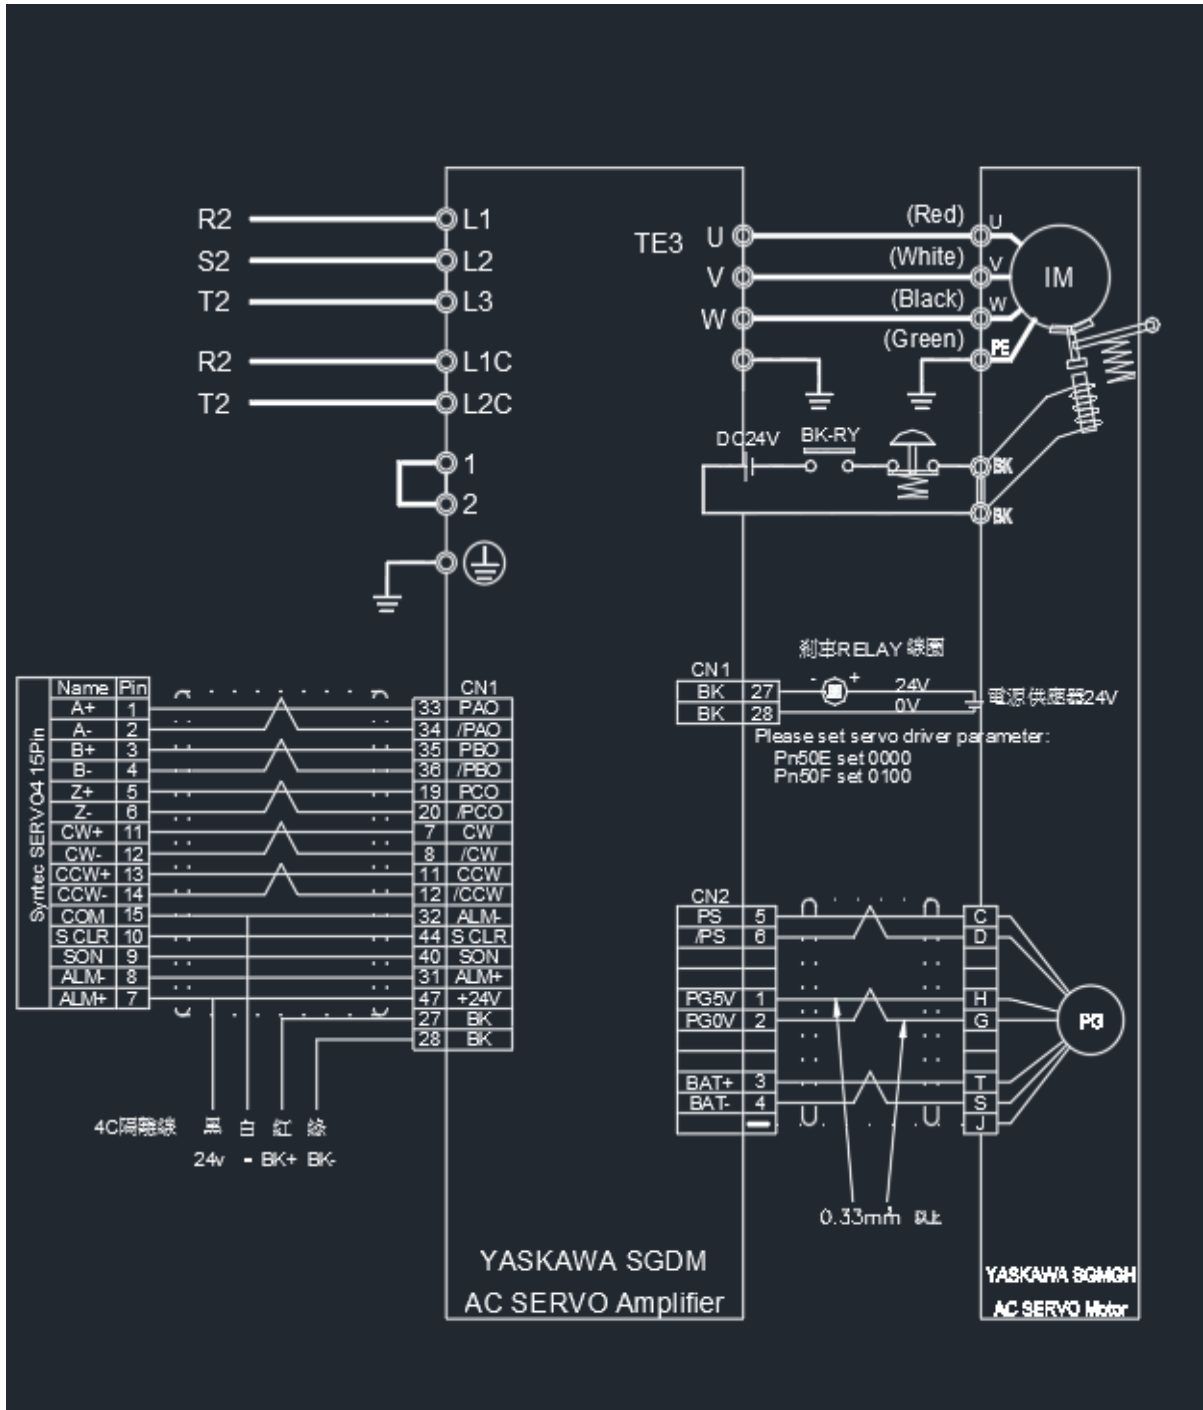 R2 L1
S2 L2
T2 L3
R2 L1C
T2 L2C
1
2
TE3 U (Red) U
V (White) V
W (Black) W
(Green) PE
IM
DC24V BK-RY
BK
BK
剎車RELAY 線圈
CN1
BK 27 - + 24V
BK 28 0V
電源供應器24V
Please set servo driver parameter:
Pn50E set 0000
Pn50F set 0100
Syntec SERVO4 15Pin
Name Pin CN1
A+ 1 33 PAO
A- 2 34 /PAO
B+ 3 35 PBO
B- 4 36 /PBO
Z+ 5 19 PCO
Z- 6 20 /PCO
CW+ 11 7 CW
CW- 12 8 /CW
CCW+ 13 11 CCW
CCW- 14 12 /CCW
COM 15 32 ALM-
S CLR 10 44 S CLR
SON 9 40 SON
ALM- 8 31 ALM+
ALM+ 7 47 +24V
27 BK
28 BK
4C隔離線 黑 白 紅 綠
24v - BK+ BK-
CN2
PS 5 C
/PS 6 D
PG5V 1 H
PG0V 2 G
BAT+ 3 T
BAT- 4 S
J
PG
0.33mm² 以上
YASKAWA SGDM
AC SERVO Amplifier
YASKAWA SGMGH
AC SERVO Motor